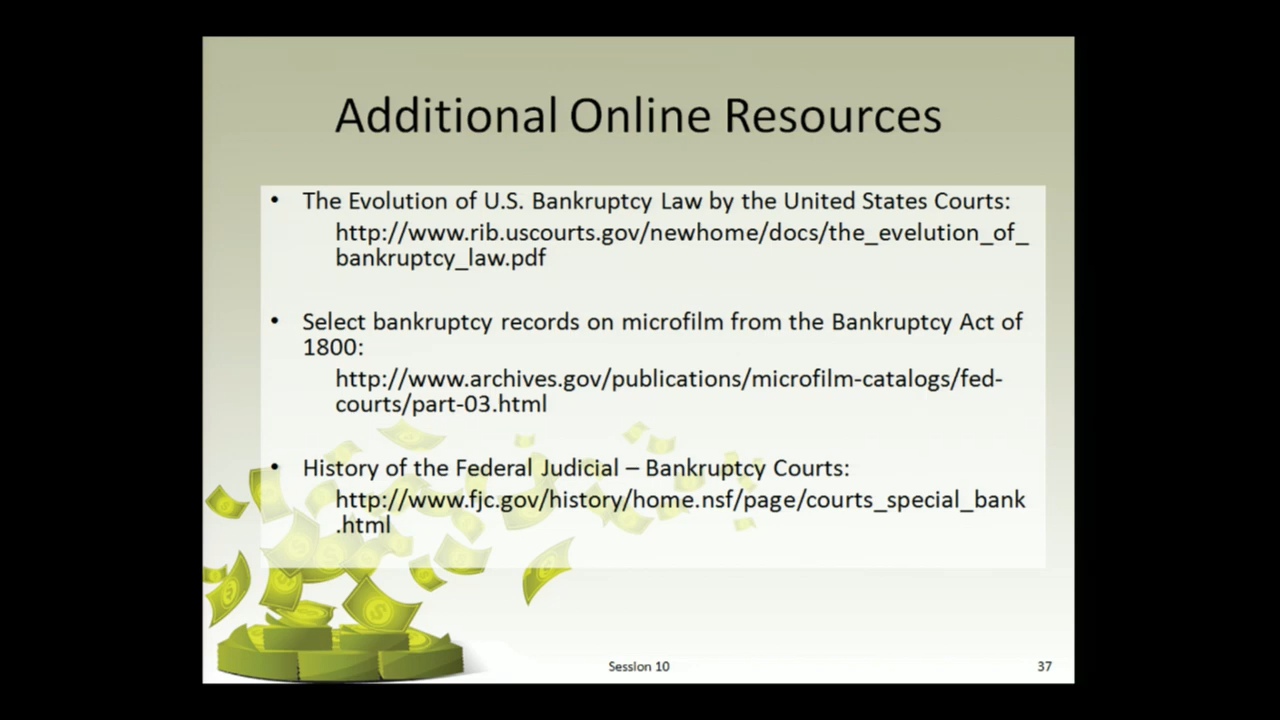 Additional Online Resources
• The Evolution of U.S. Bankruptcy Law by the United States Courts:
http://www.rib.uscourts.gov/newhome/docs/the_evelution_of_
bankruptcy_law.pdf
• Select bankruptcy records on microfilm from the Bankruptcy Act of
1800:
http://www.archives.gov/publications/microfilm-catalogs/fed-
courts/part-03.html
• History of the Federal Judicial – Bankruptcy Courts:
http://www.fjc.gov/history/home.nsf/page/courts_special_bank
.html
Session 10
37